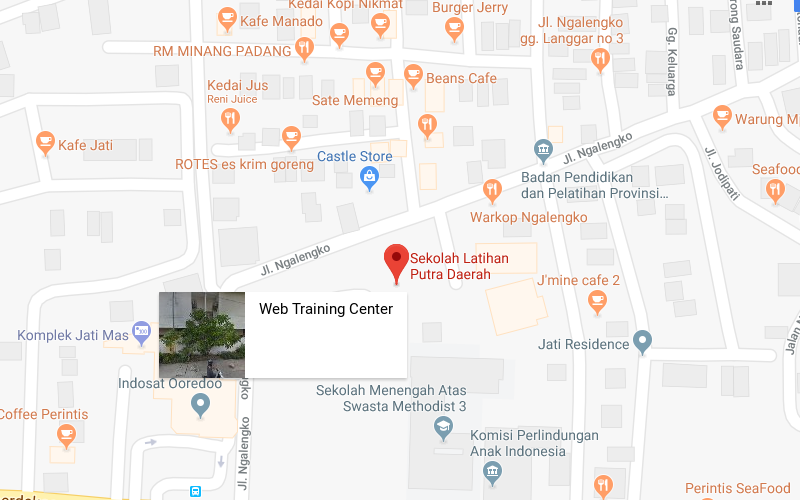 Kedai Kopi Nikmat
Kafe Manado
Burger Jerry
Jl. Ngalengko
gg. Langgar no 3
RM MINANG PADANG
Gg. Keluarga
Saudara
Kedai Jus
Reni Juice
Beans Cafe
Sate Memeng
Warung M
Kafe Jati
ROTES es krim goreng
Castle Store
Jl. Ngalengko
Badan Pendidikan
dan Pelatihan Provinsi...
Jl. Jodipati
Seafood
Warkop Ngalengko
Jl. Ngalengko
Sekolah Latihan
Putra Daerah
J'mine cafe 2
Web Training Center
Komplek Jati Mas
Jati Residence
Jalan
Indosat Ooredoo
Sekolah Menengah Atas
Swasta Methodist 3
Coffee Perintis
Jl. Ngalengko
Komisi Perlindungan
Anak Indonesia
Perintis SeaFood